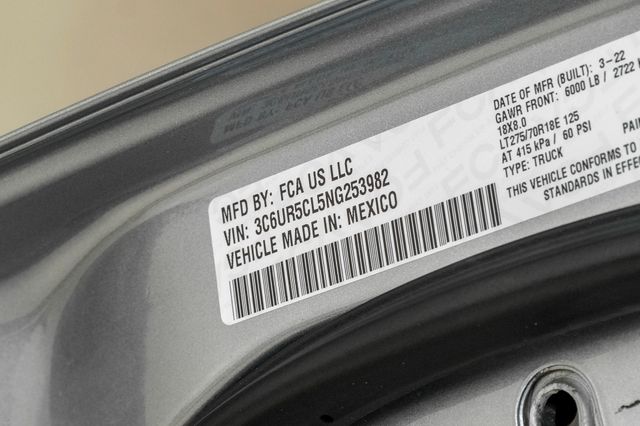 MFD BY: FCA US LLC
VIN: 3C6UR5CL5NG253982
VEHICLE MADE IN: MEXICO
DATE OF MFR (BUILT): 3-22
GAWR FRONT: 6000 LB / 2722
18X8.0
LT275/70R18E 125
AT 415 kPa / 60 PSI
TYPE: TRUCK
THIS VEHICLE CONFORMS TO
STANDARDS IN EFFE